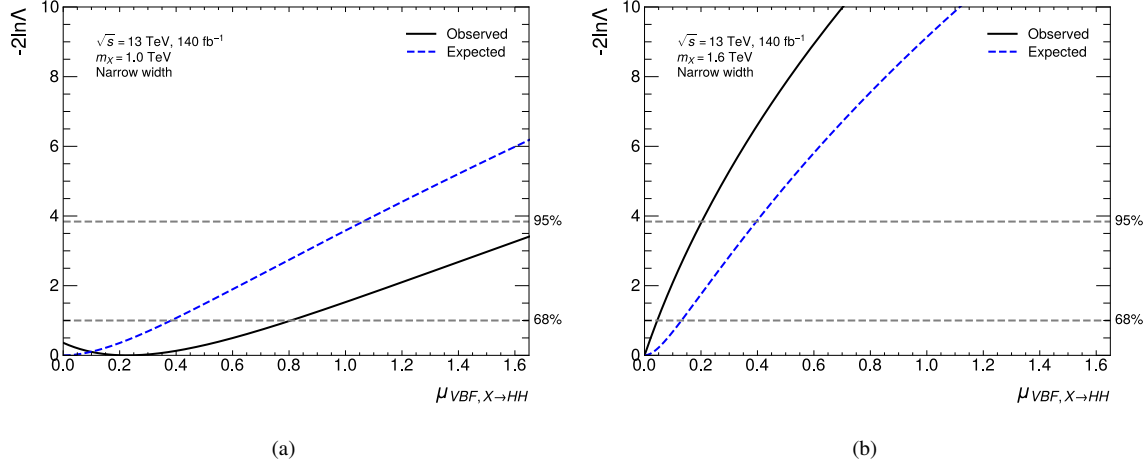 -2lnΛ
10
8
6
4
2
0
√s = 13 TeV, 140 fb⁻¹
m_X = 1.0 TeV
Narrow width
Observed
Expected
95%
68%
0.0 0.2 0.4 0.6 0.8 1.0 1.2 1.4 1.6
μ_VBF, X→HH
(a)
-2lnΛ
10
8
6
4
2
0
√s = 13 TeV, 140 fb⁻¹
m_X = 1.6 TeV
Narrow width
Observed
Expected
95%
68%
0.0 0.2 0.4 0.6 0.8 1.0 1.2 1.4 1.6
μ_VBF, X→HH
(b)